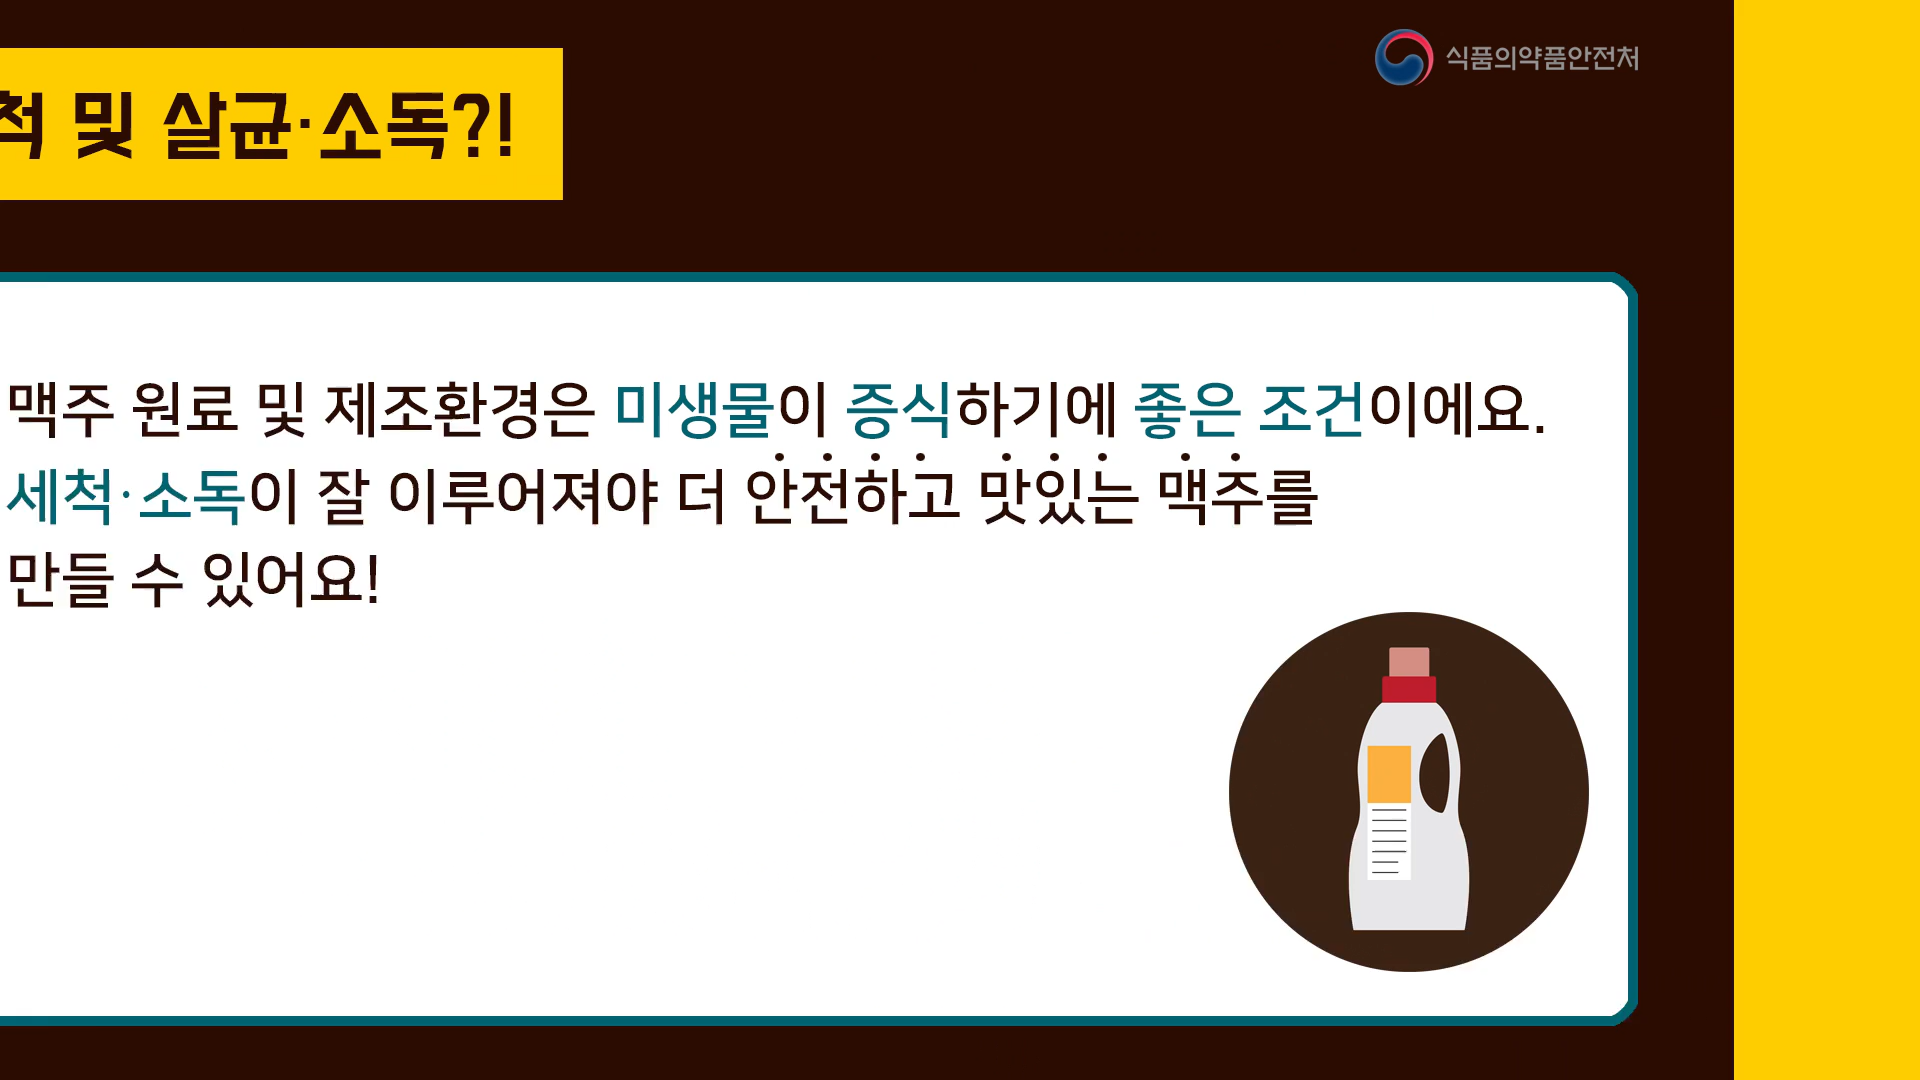 식품의약품안전처
척 및 살균·소독?!
맥주 원료 및 제조환경은 미생물이 증식하기에 좋은 조건이에요.
세척·소독이 잘 이루어져야 더 안전하고 맛있는 맥주를
만들 수 있어요!